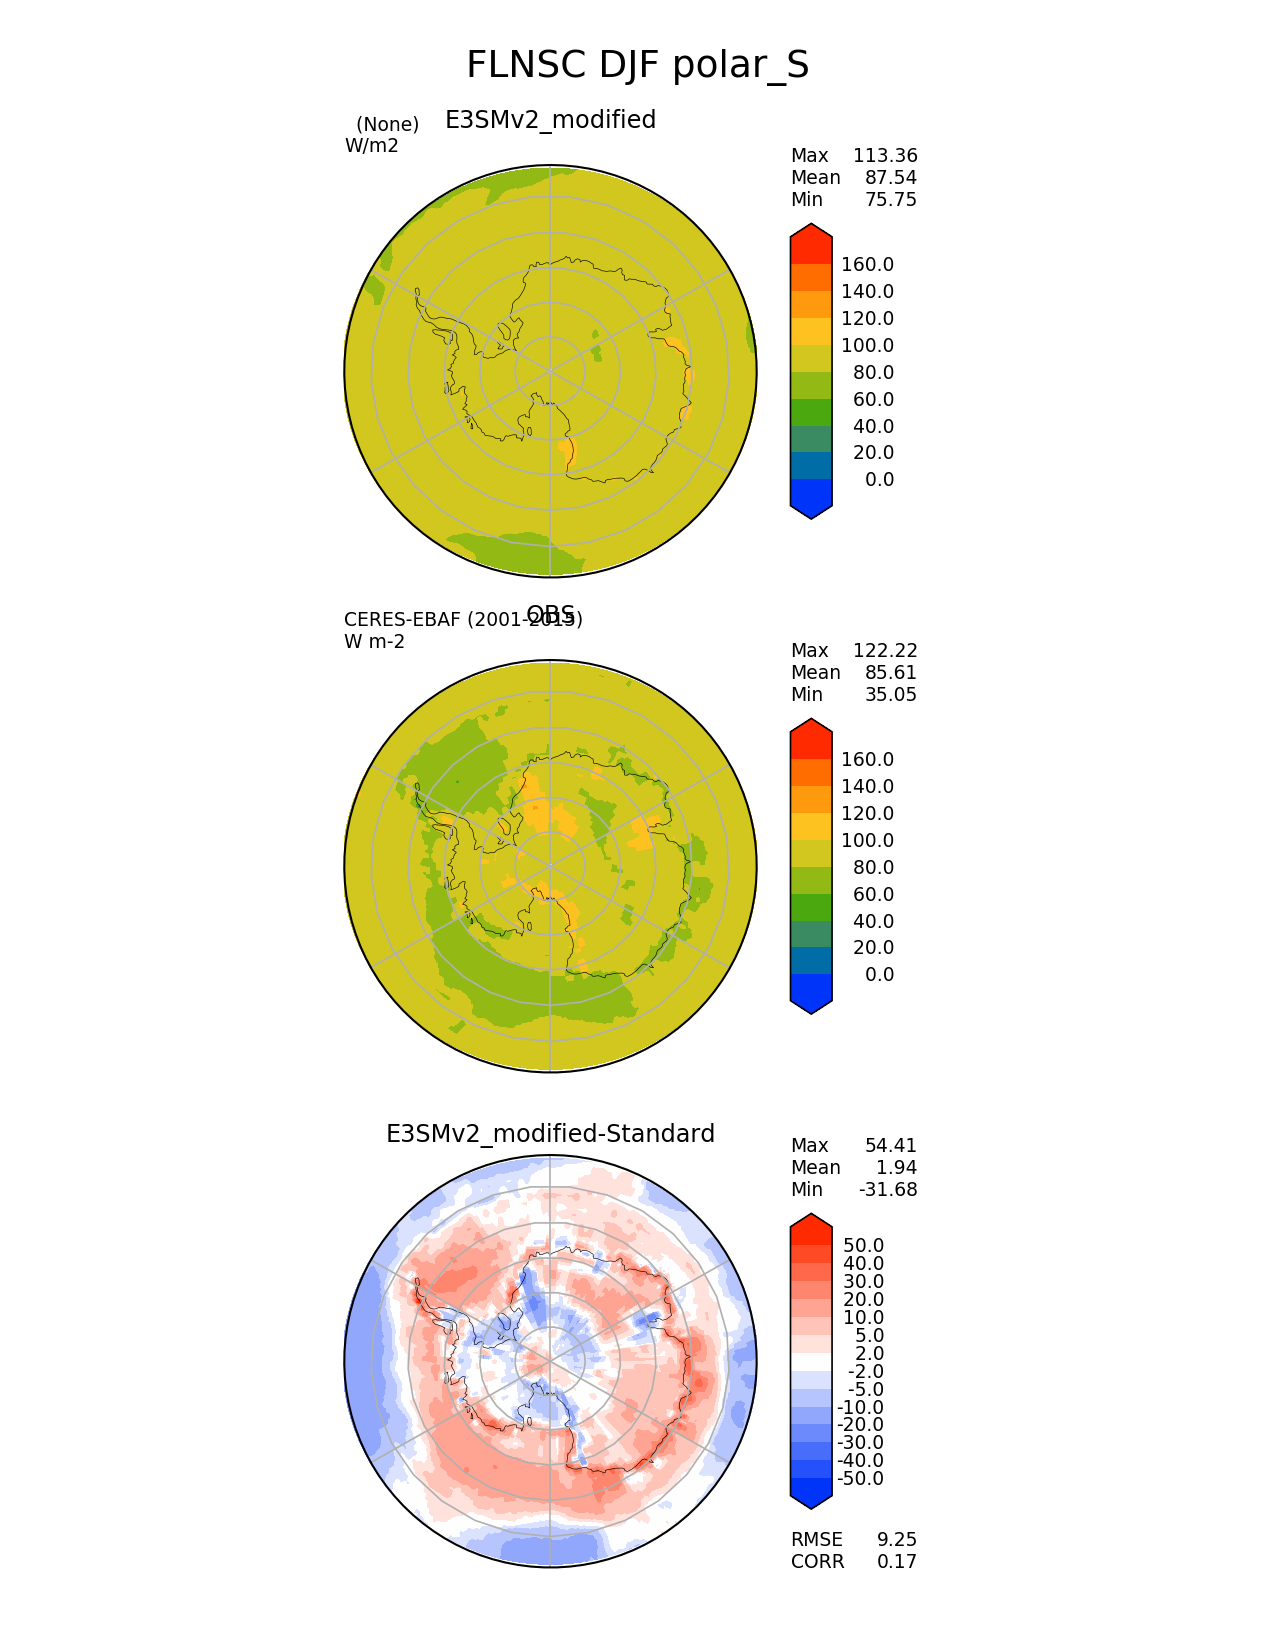 FLNSC DJF polar_S
E3SMv2_modified
(None)
W/m2
Max 113.36
Mean 87.54
Min 75.75
160.0
140.0
120.0
100.0
80.0
60.0
40.0
20.0
0.0
OBS
CERES-EBAF (2001-2015)
W m-2
Max 122.22
Mean 85.61
Min 35.05
160.0
140.0
120.0
100.0
80.0
60.0
40.0
20.0
0.0
E3SMv2_modified-Standard
Max 54.41
Mean 1.94
Min -31.68
50.0
40.0
30.0
20.0
10.0
5.0
2.0
-2.0
-5.0
-10.0
-20.0
-30.0
-40.0
-50.0
RMSE 9.25
CORR 0.17